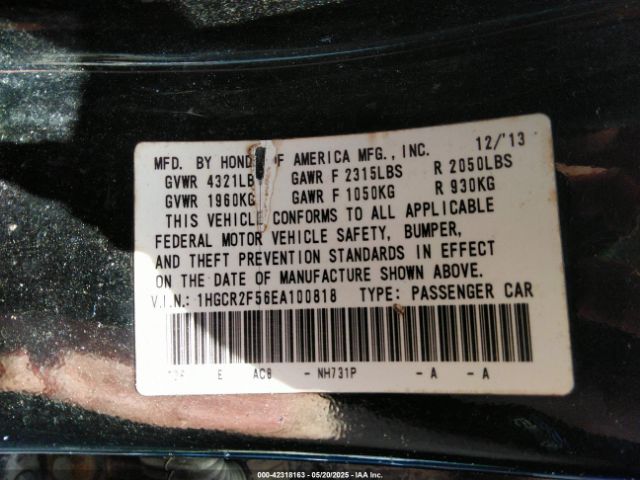 MFD. BY HONDA OF AMERICA MFG., INC. 12/'13
GVWR 4321LB GAWR F 2315LBS R 2050LBS
GVWR 1960KG GAWR F 1050KG R 930KG
THIS VEHICLE CONFORMS TO ALL APPLICABLE
FEDERAL MOTOR VEHICLE SAFETY, BUMPER,
AND THEFT PREVENTION STANDARDS IN EFFECT
ON THE DATE OF MANUFACTURE SHOWN ABOVE.
V.I.N.: 1HGCR2F56EA100818 TYPE: PASSENGER CAR
E AC8 - NH731P - A - A
000-42318163 - 05/20/2025 - IAA Inc.